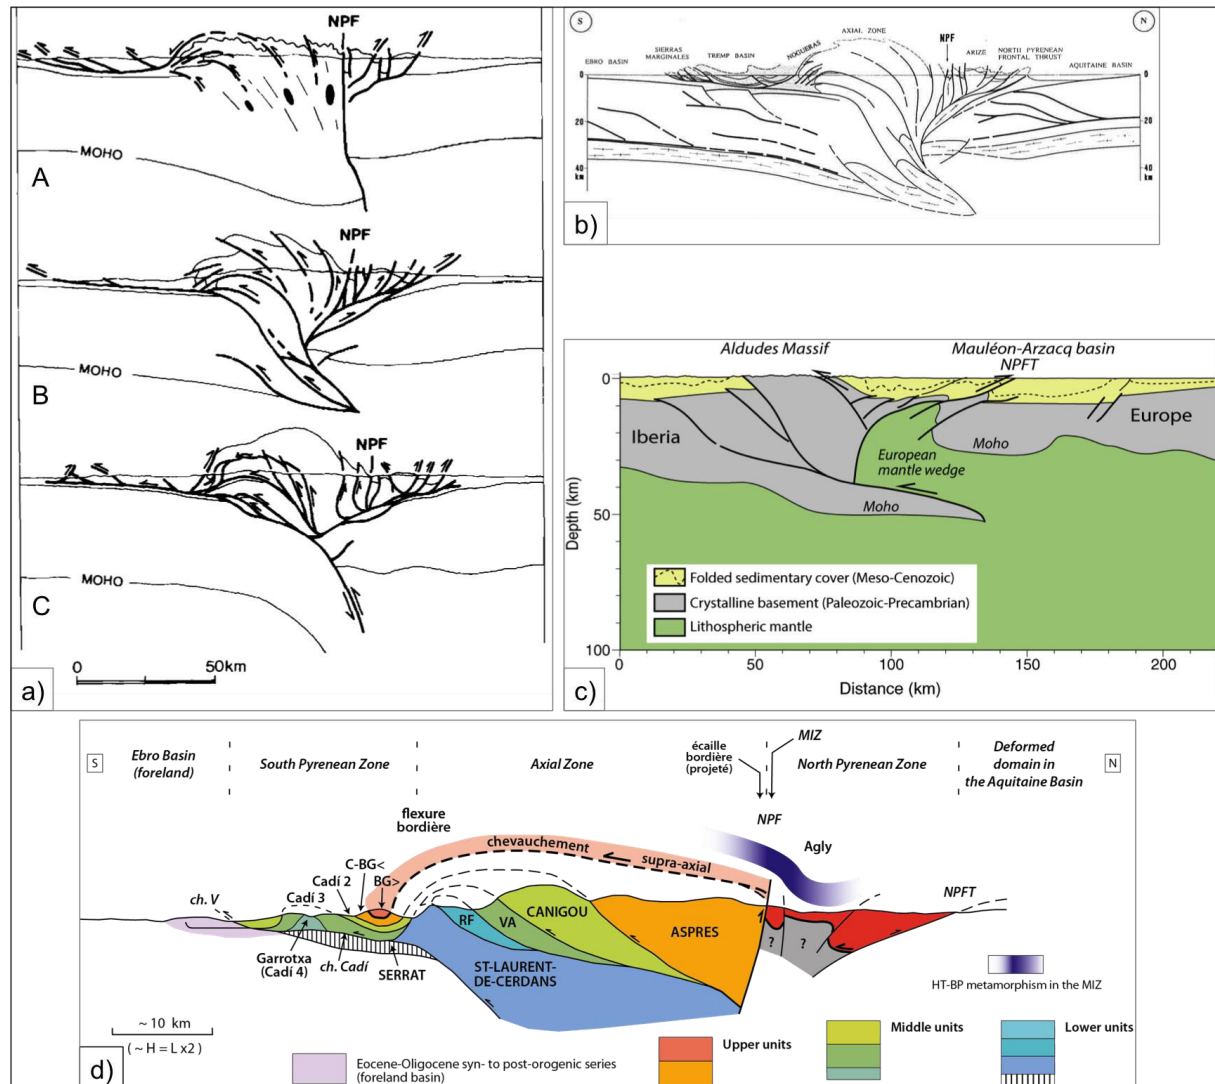 NPF
MOHO
A
NPF
MOHO
B
NPF
MOHO
C
0 50km
a)
S N
AXIAL ZONE
NPF
SIERRAS MARGINALES
TREMP BASIN
NOGUERAS
ARIZE
NORTH PYRENEAN FRONTAL THRUST
EBRO BASIN
AQUITAINE BASIN
0 0
20 20
40 km 40 km
b)
Aldudes Massif
Mauléon-Arzacq basin
NPFT
0
Iberia
Europe
Moho
European
mantle wedge
Moho
50
Depth (km)
Folded sedimentary cover (Meso-Cenozoic)
Crystalline basement (Paleozoic-Precambrian)
Lithospheric mantle
100
0 50 100 150 200
Distance (km)
c)
S
Ebro Basin
(foreland)
South Pyrenean Zone
Axial Zone
écaille
bordière
(projeté)
MIZ
North Pyrenean Zone
Deformed
domain in
the Aquitaine Basin
N
flexure
bordière
NPF
Agly
chevauchement
supra-axial
C-BG<
BG>
Cadí 2
Cadí 3
ch. V
NPFT
CANIGOU
RF
VA
ASPRES
Garrotxa
(Cadí 4)
ch. Cadí
SERRAT
ST-LAURENT-
DE-CERDANS
? ?
HT-BP metamorphism in the MIZ
~ 10 km
( ~ H = L x2 )
Eocene-Oligocene syn- to post-orogenic series
(foreland basin)
Upper units
Middle units
Lower units
d)